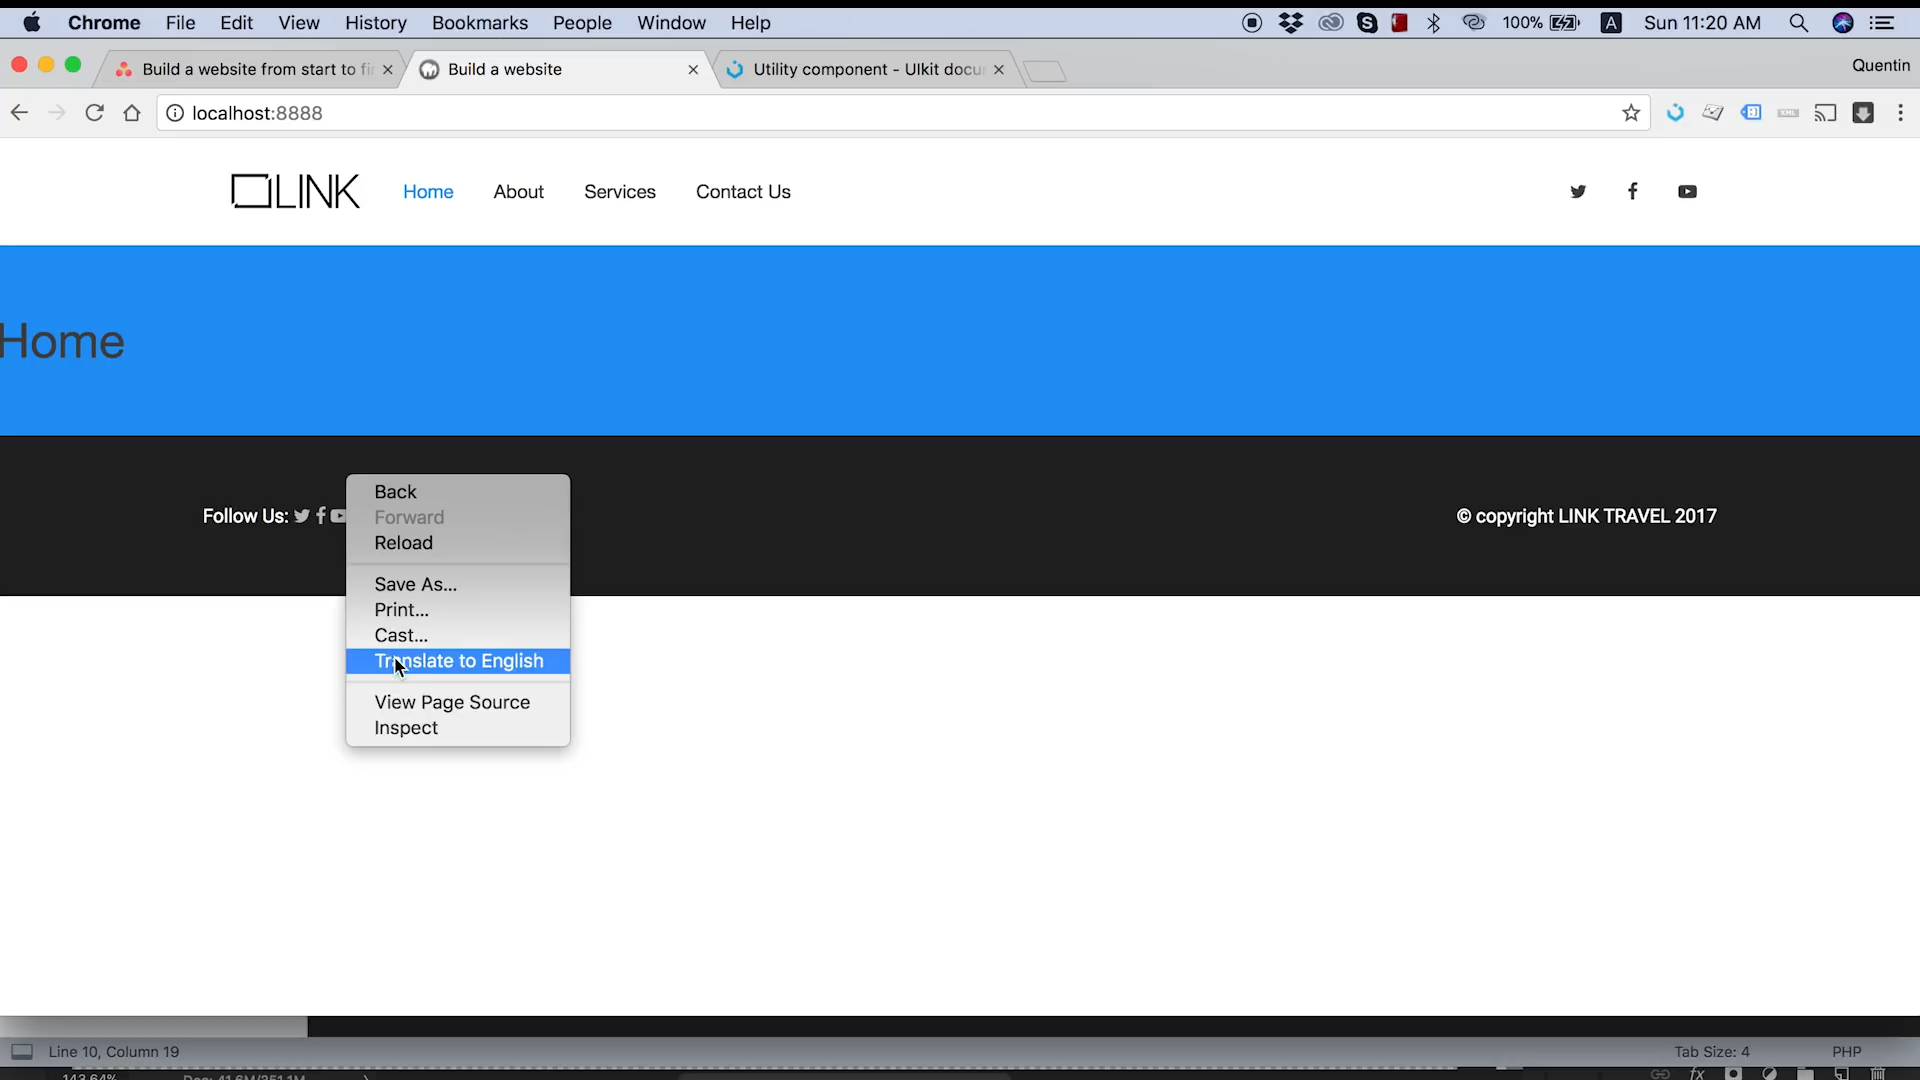 Chrome File Edit View History Bookmarks People Window Help 100% A Sun 11:20 AM
Build a website from start to fi Build a website Utility component - UIkit docu Quentin
localhost:8888
LINK Home About Services Contact Us
Home
Follow Us:
© copyright LINK TRAVEL 2017
Back
Forward
Reload
Save As...
Print...
Cast...
Translate to English
View Page Source
Inspect
Line 10, Column 19 Tab Size: 4 PHP